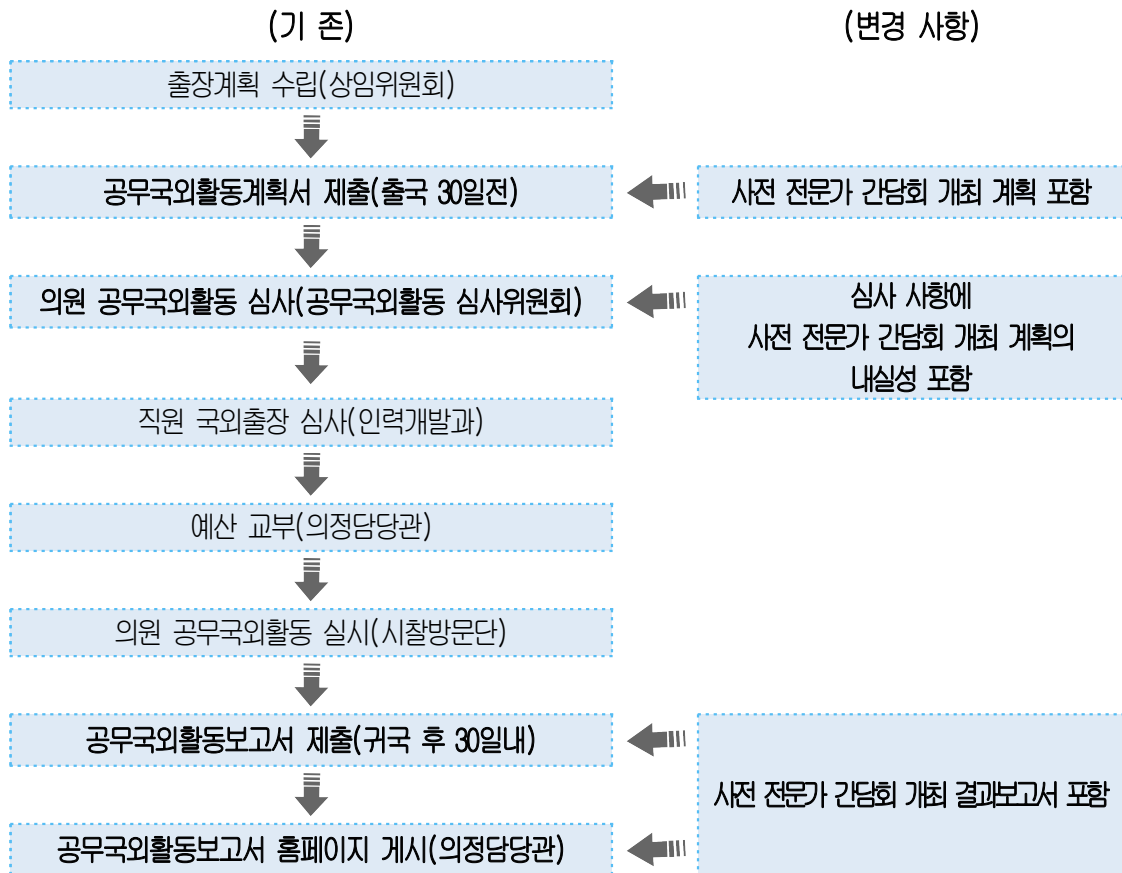 (기 존)
(변경 사항)
출장계획 수립(상임위원회)
공무국외활동계획서 제출(출국 30일전)
사전 전문가 간담회 개최 계획 포함
의원 공무국외활동 심사(공무국외활동 심사위원회)
심사 사항에
사전 전문가 간담회 개최 계획의
내실성 포함
직원 국외출장 심사(인력개발과)
예산 교부(의정담당관)
의원 공무국외활동 실시(시찰방문단)
공무국외활동보고서 제출(귀국 후 30일내)
사전 전문가 간담회 개최 결과보고서 포함
공무국외활동보고서 홈페이지 게시(의정담당관)